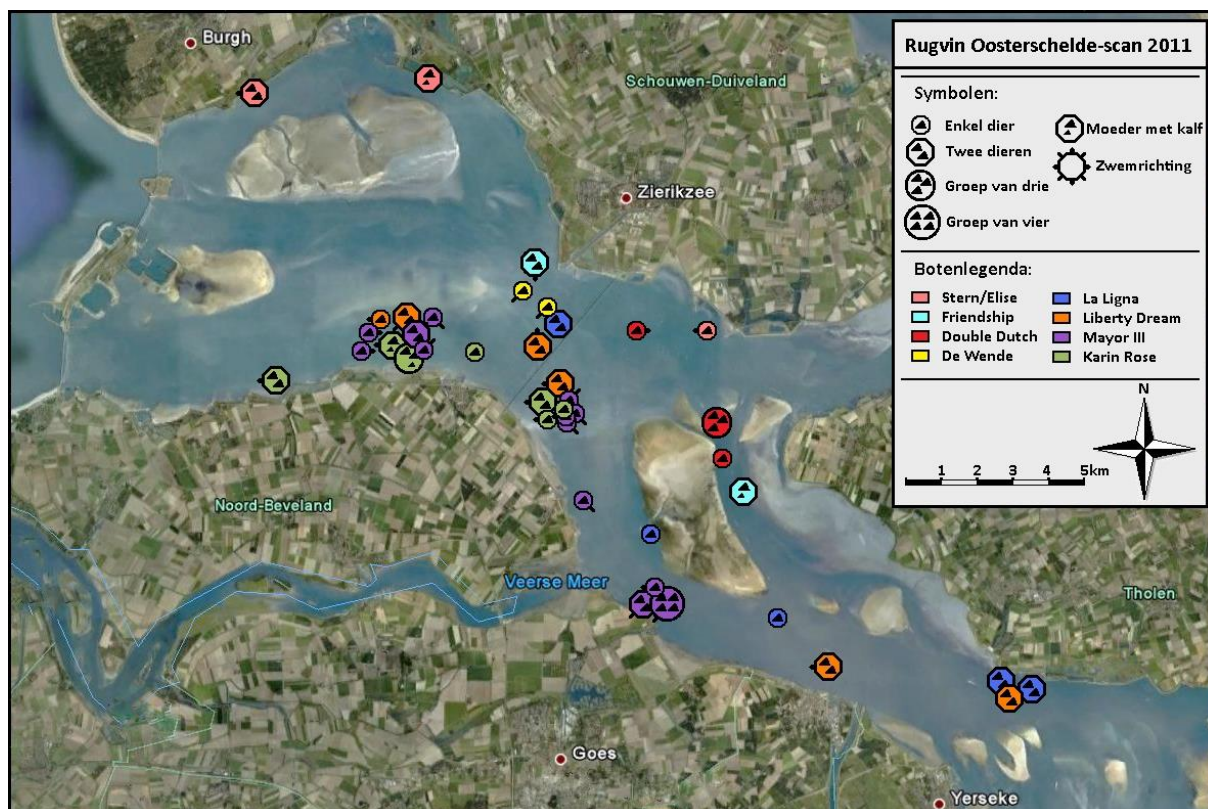 Burgh
Schouwen-Duiveland
Zierikzee
Noord-Beveland
Veerse Meer
Tholen
Goes
Yerseke
Rugvin Oosterschelde-scan 2011
Symbolen:
Enkel dier
Twee dieren
Groep van drie
Groep van vier
Moeder met kalf
Zwemrichting
Botenlegenda:
Stern/Elise
Friendship
Double Dutch
De Wende
La Ligna
Liberty Dream
Mayor III
Karin Rose
N
1 2 3 4 5km